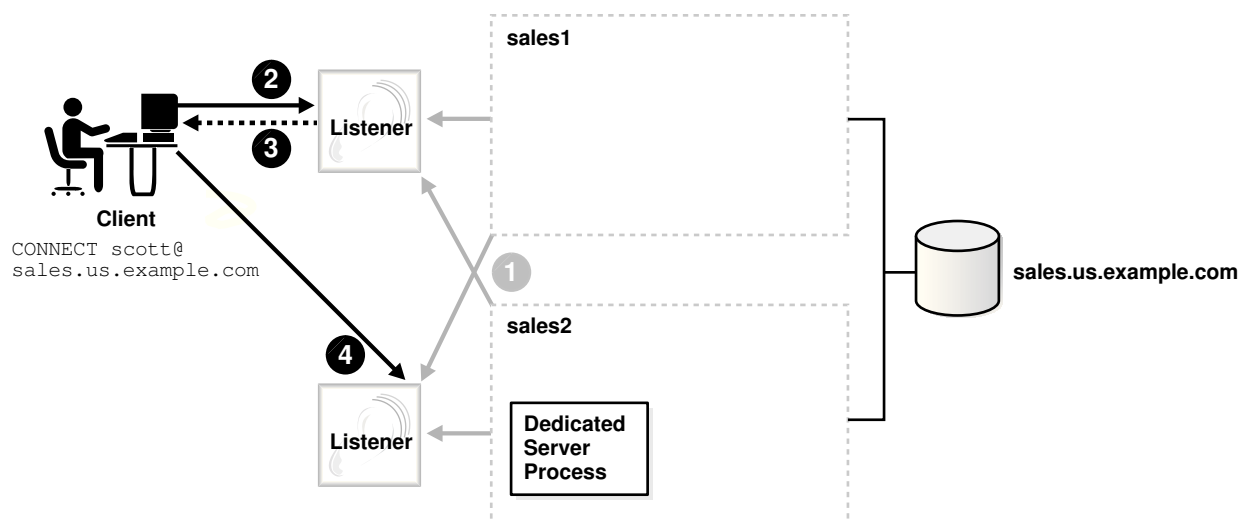 sales1
2
Listener
3
Client
CONNECT scott@
sales.us.example.com
1
sales.us.example.com
sales2
4
Listener
Dedicated
Server
Process